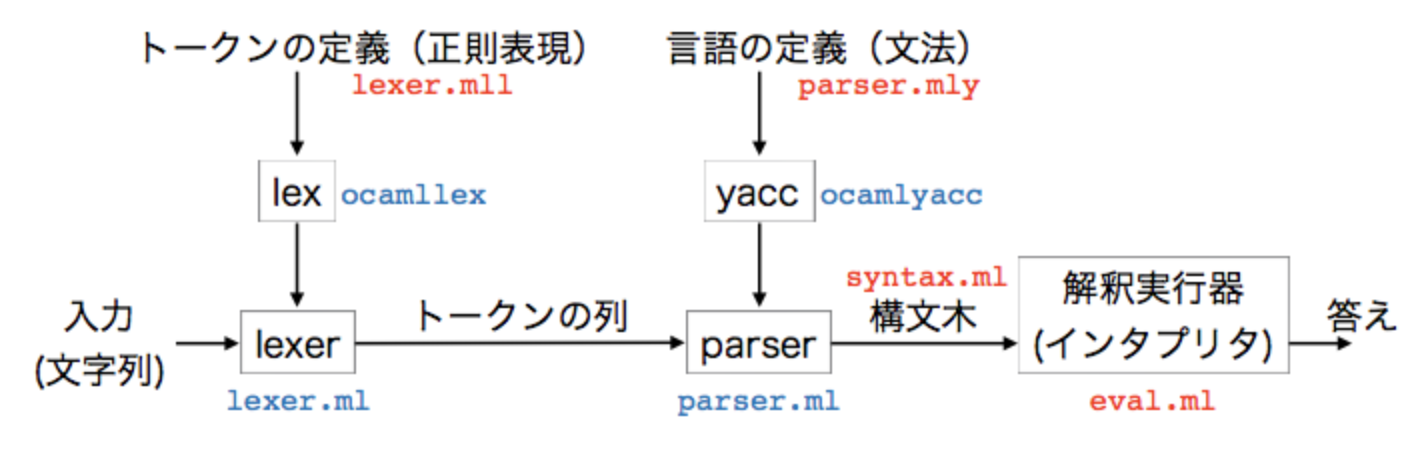 トークンの定義（正則表現）
lexer.mll
言語の定義（文法）
parser.mly
lex
ocamllex
yacc
ocamlyacc
入力
(文字列)
lexer
lexer.ml
トークンの列
parser
parser.ml
syntax.ml
構文木
解釈実行器
(インタプリタ)
eval.ml
答え